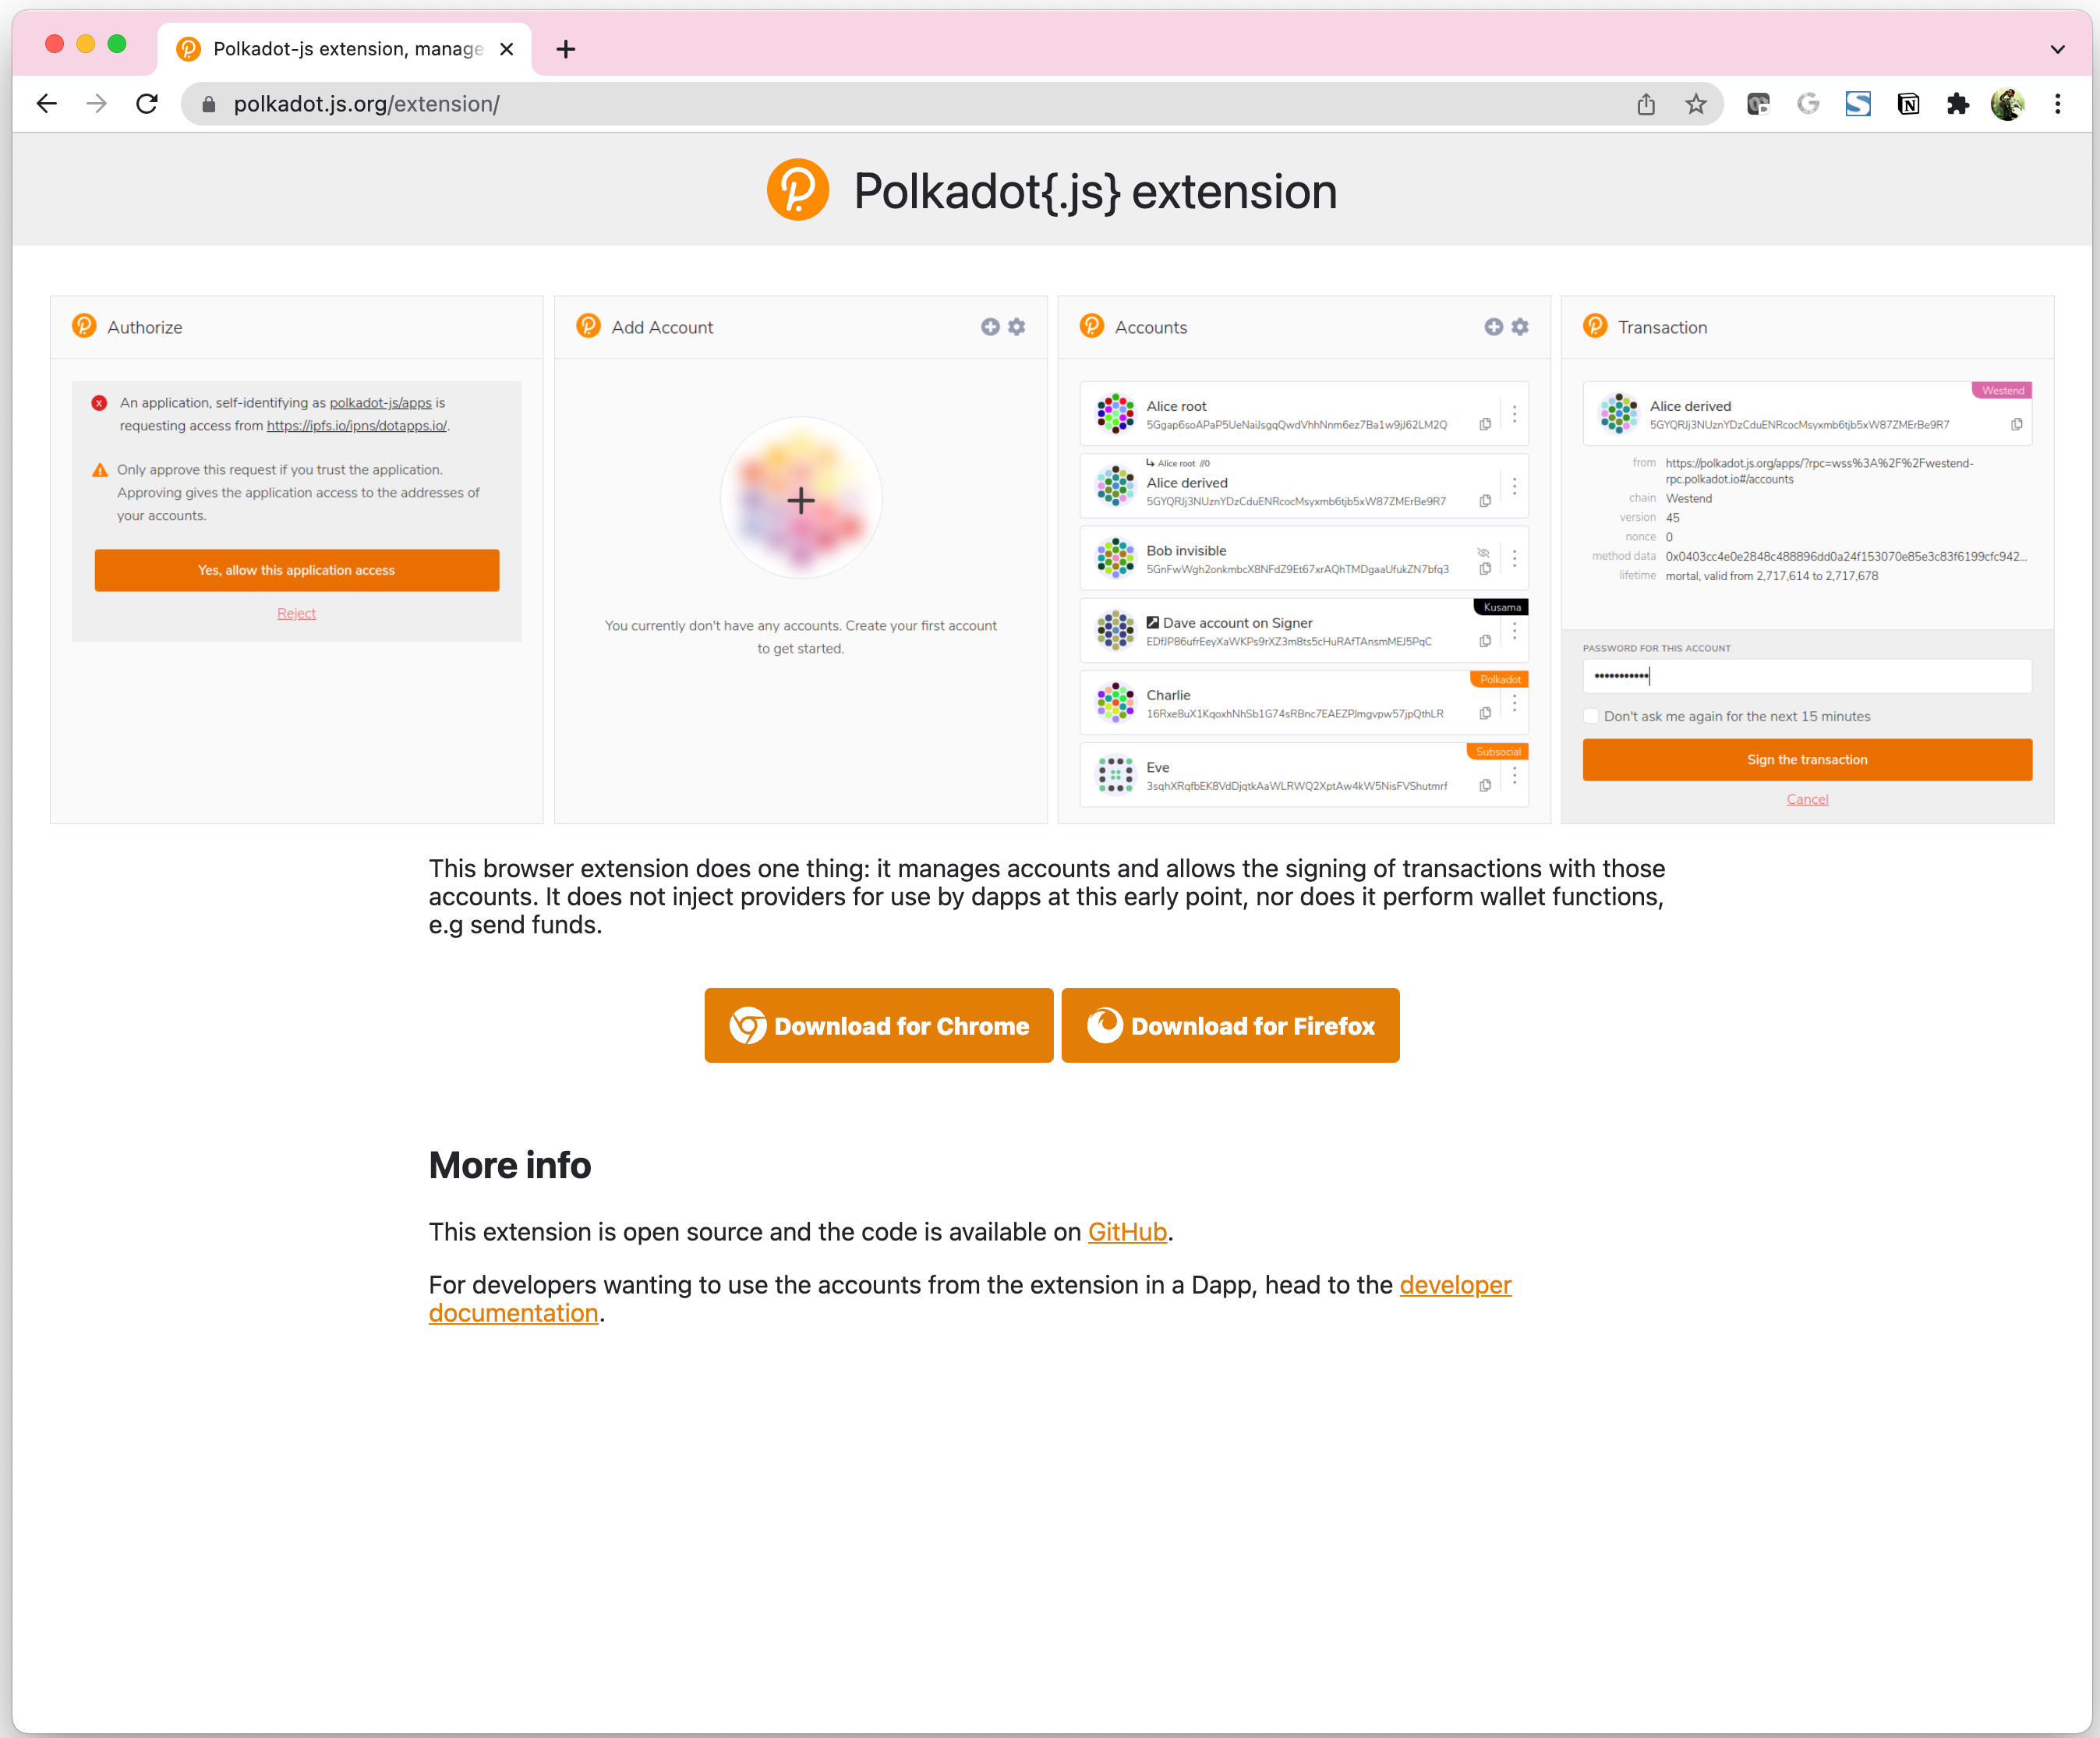 Polkadot-js extension, manage
polkadot.js.org/extension/
Polkadot{.js} extension
Authorize
An application, self-identifying as polkadot-js/apps is
requesting access from https://ipfs.io/ipns/dotapps.io/.
Only approve this request if you trust the application.
Approving gives the application access to the addresses of
your accounts.
Yes, allow this application access
Reject
Add Account
You currently don't have any accounts. Create your first account
to get started.
Accounts
Alice root
5Ggap6soAPaP5UeNaiJsgqQwdVhhNnm6ez7Ba1w9jJ62LM2Q
Alice root //0
Alice derived
5GYQRJj3NUznYDzCduENRcocMsyxmb6tjb5xW87ZMErBe9R7
Bob invisible
5GnFwWgh2onkmbcX8NFdZ9Et67xrAQhTMDgaaUfukZN7bfq3
Kusama
Dave account on Signer
EDfJP86ufrEeyXaWKPs9rXZ3m8ts5cHuRAfTAnsmMEJ5PqC
Polkadot
Charlie
16Rxe8uX1KqoxhNhSb1G74sRBnc7EAEZPJmgvpw57jpQthLR
Subsocial
Eve
3sqhXRqfbEK8VdDjqtkAaWLRWQ2XptAw4kW5NisFVShutmrf
Transaction
Westend
Alice derived
5GYQRJj3NUznYDzCduENRcocMsyxmb6tjb5xW87ZMErBe9R7
from https://polkadot.js.org/apps/?rpc=wss%3A%2F%2Fwestend-
rpc.polkadot.io#/accounts
chain Westend
version 45
nonce 0
method data 0x0403cc4e0e2848c488896dd0a24f153070e85e3c83f6199cfc942...
lifetime mortal, valid from 2,717,614 to 2,717,678
PASSWORD FOR THIS ACCOUNT
•••••••••••
Don't ask me again for the next 15 minutes
Sign the transaction
Cancel
This browser extension does one thing: it manages accounts and allows the signing of transactions with those
accounts. It does not inject providers for use by dapps at this early point, nor does it perform wallet functions,
e.g send funds.
Download for Chrome
Download for Firefox
More info
This extension is open source and the code is available on GitHub.
For developers wanting to use the accounts from the extension in a Dapp, head to the developer
documentation.